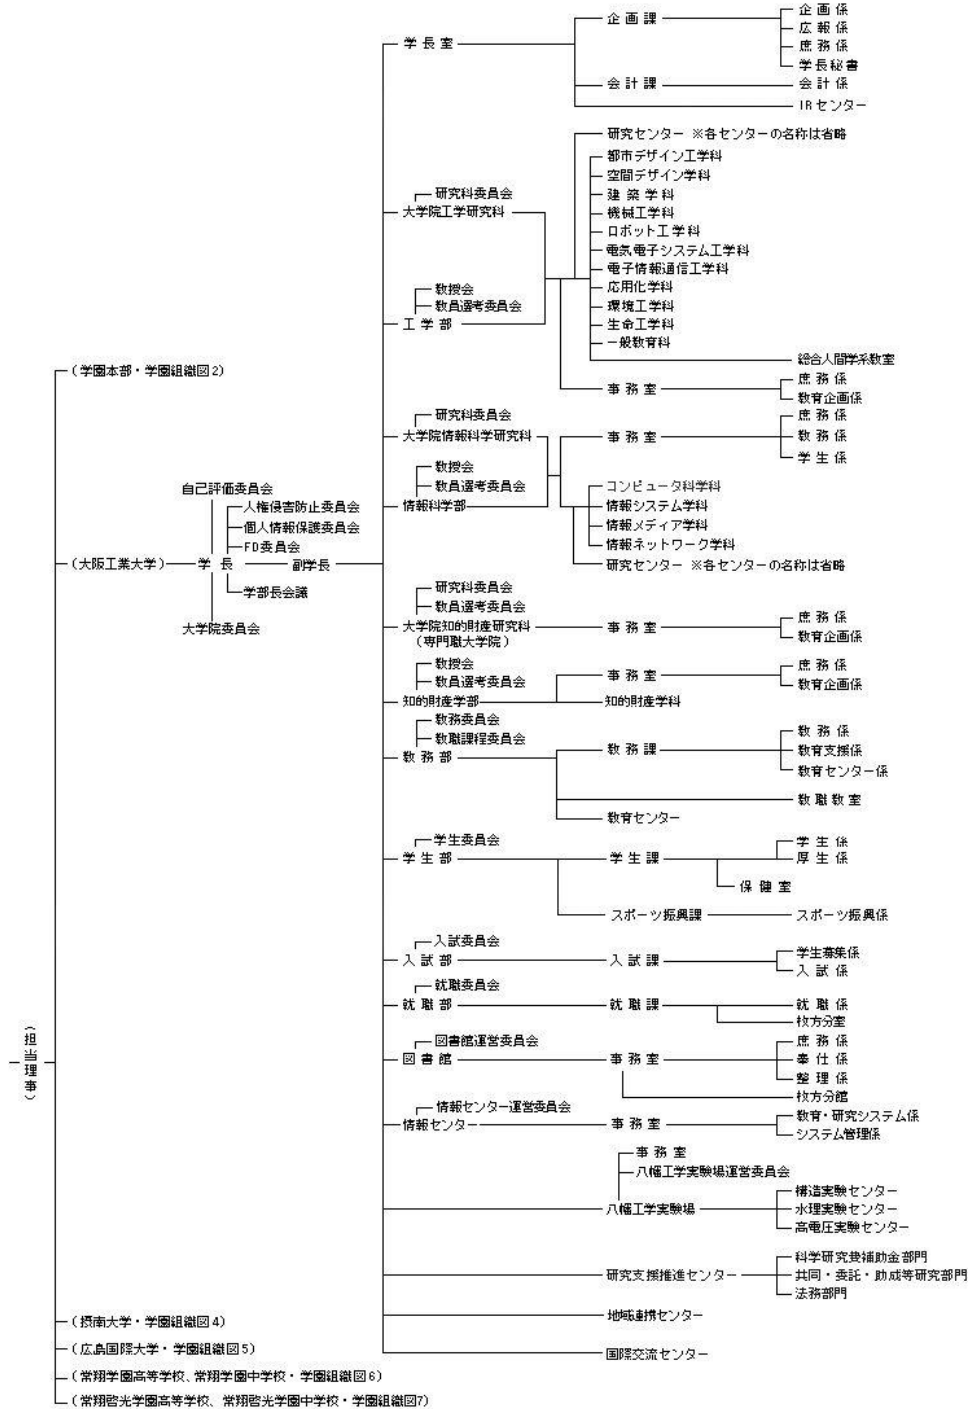 企画係
企画課
広報係
学長室
庶務係
学長秘書
会計課
会計係
IRセンター
研究センター ※各センターの名称は省略
都市デザイン工学科
空間デザイン学科
研究科委員会
建築学科
大学院工学研究科
機械工学科
ロボット工学科
電気電子システム工学科
電子情報通信工学科
教授会
応用化学科
教員選考委員会
環境工学科
工学部
生命工学科
一般教育科
総合人間学系教室
(学園本部・学園組織図2)
庶務係
事務室
教育企画係
研究科委員会
庶務係
大学院情報科学研究科
事務室
教務係
学生係
教授会
自己評価委員会
教員選考委員会
コンピュータ科学科
人権侵害防止委員会
情報科学部
情報システム学科
個人情報保護委員会
情報メディア学科
FD委員会
情報ネットワーク学科
(大阪工業大学)
学長
副学長
研究センター ※各センターの名称は省略
学部長会議
研究科委員会
教員選考委員会
大学院委員会
大学院知的財産研究科
(専門職大学院)
事務室
庶務係
教育企画係
教授会
庶務係
教員選考委員会
事務室
教育企画係
知的財産学部
知的財産学科
教務委員会
教職課程委員会
教務係
教務部
教務課
教育支援係
教育センター係
教職教室
教育センター
学生委員会
学生係
学生部
学生課
厚生係
保健室
スポーツ振興課
スポーツ振興係
入試委員会
学生募集係
入試部
入試課
入試係
就職委員会
就職部
就職課
就職係
枚方分室
(担当理事)
図書館運営委員会
庶務係
図書館
事務室
奉仕係
整理係
枚方分館
情報センター運営委員会
教育・研究システム係
情報センター
事務室
システム管理係
事務室
八幡工学実験場運営委員会
構造実験センター
八幡工学実験場
水理実験センター
高電圧実験センター
科学研究費補助金部門
研究支援推進センター
共同・委託・助成等研究部門
法務部門
地域連携センター
(摂南大学・学園組織図4)
(広島国際大学・学園組織図5)
国際交流センター
(常翔学園高等学校、常翔学園中学校・学園組織図6)
(常翔啓光学園高等学校、常翔啓光学園中学校・学園組織図7)